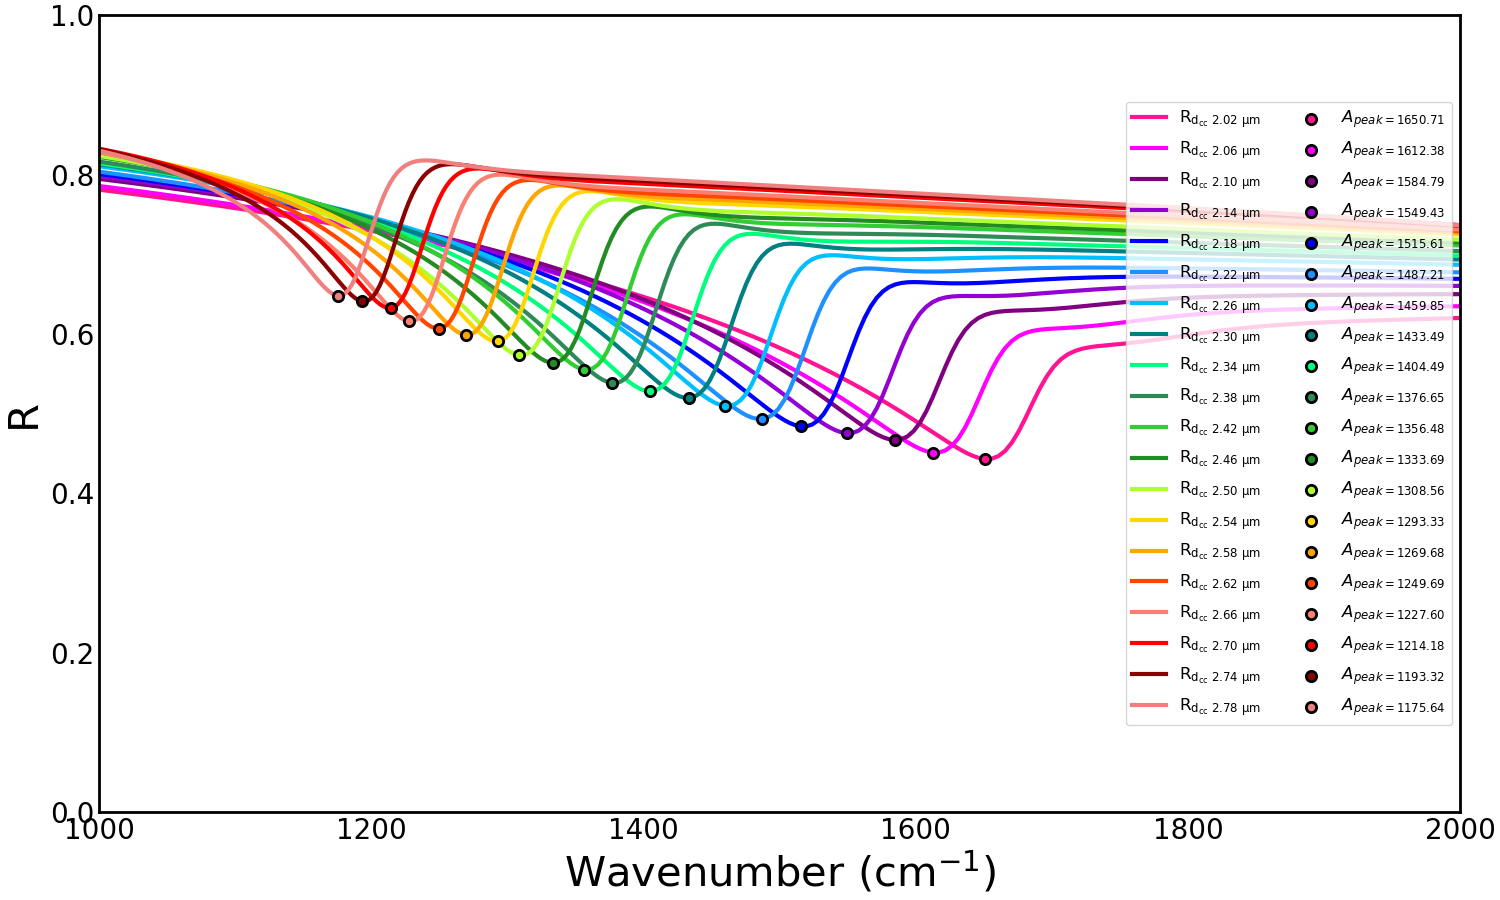 1.0
0.8
0.6
0.4
0.2
0.0
R
1000 1200 1400 1600 1800 2000
Wavenumber (cm⁻¹)
R_dcc 2.02 μm A_peak=1650.71
R_dcc 2.06 μm A_peak=1612.38
R_dcc 2.10 μm A_peak=1584.79
R_dcc 2.14 μm A_peak=1549.43
R_dcc 2.18 μm A_peak=1515.61
R_dcc 2.22 μm A_peak=1487.21
R_dcc 2.26 μm A_peak=1459.85
R_dcc 2.30 μm A_peak=1433.49
R_dcc 2.34 μm A_peak=1404.49
R_dcc 2.38 μm A_peak=1376.65
R_dcc 2.42 μm A_peak=1356.48
R_dcc 2.46 μm A_peak=1333.69
R_dcc 2.50 μm A_peak=1308.56
R_dcc 2.54 μm A_peak=1293.33
R_dcc 2.58 μm A_peak=1269.68
R_dcc 2.62 μm A_peak=1249.69
R_dcc 2.66 μm A_peak=1227.60
R_dcc 2.70 μm A_peak=1214.18
R_dcc 2.74 μm A_peak=1193.32
R_dcc 2.78 μm A_peak=1175.64